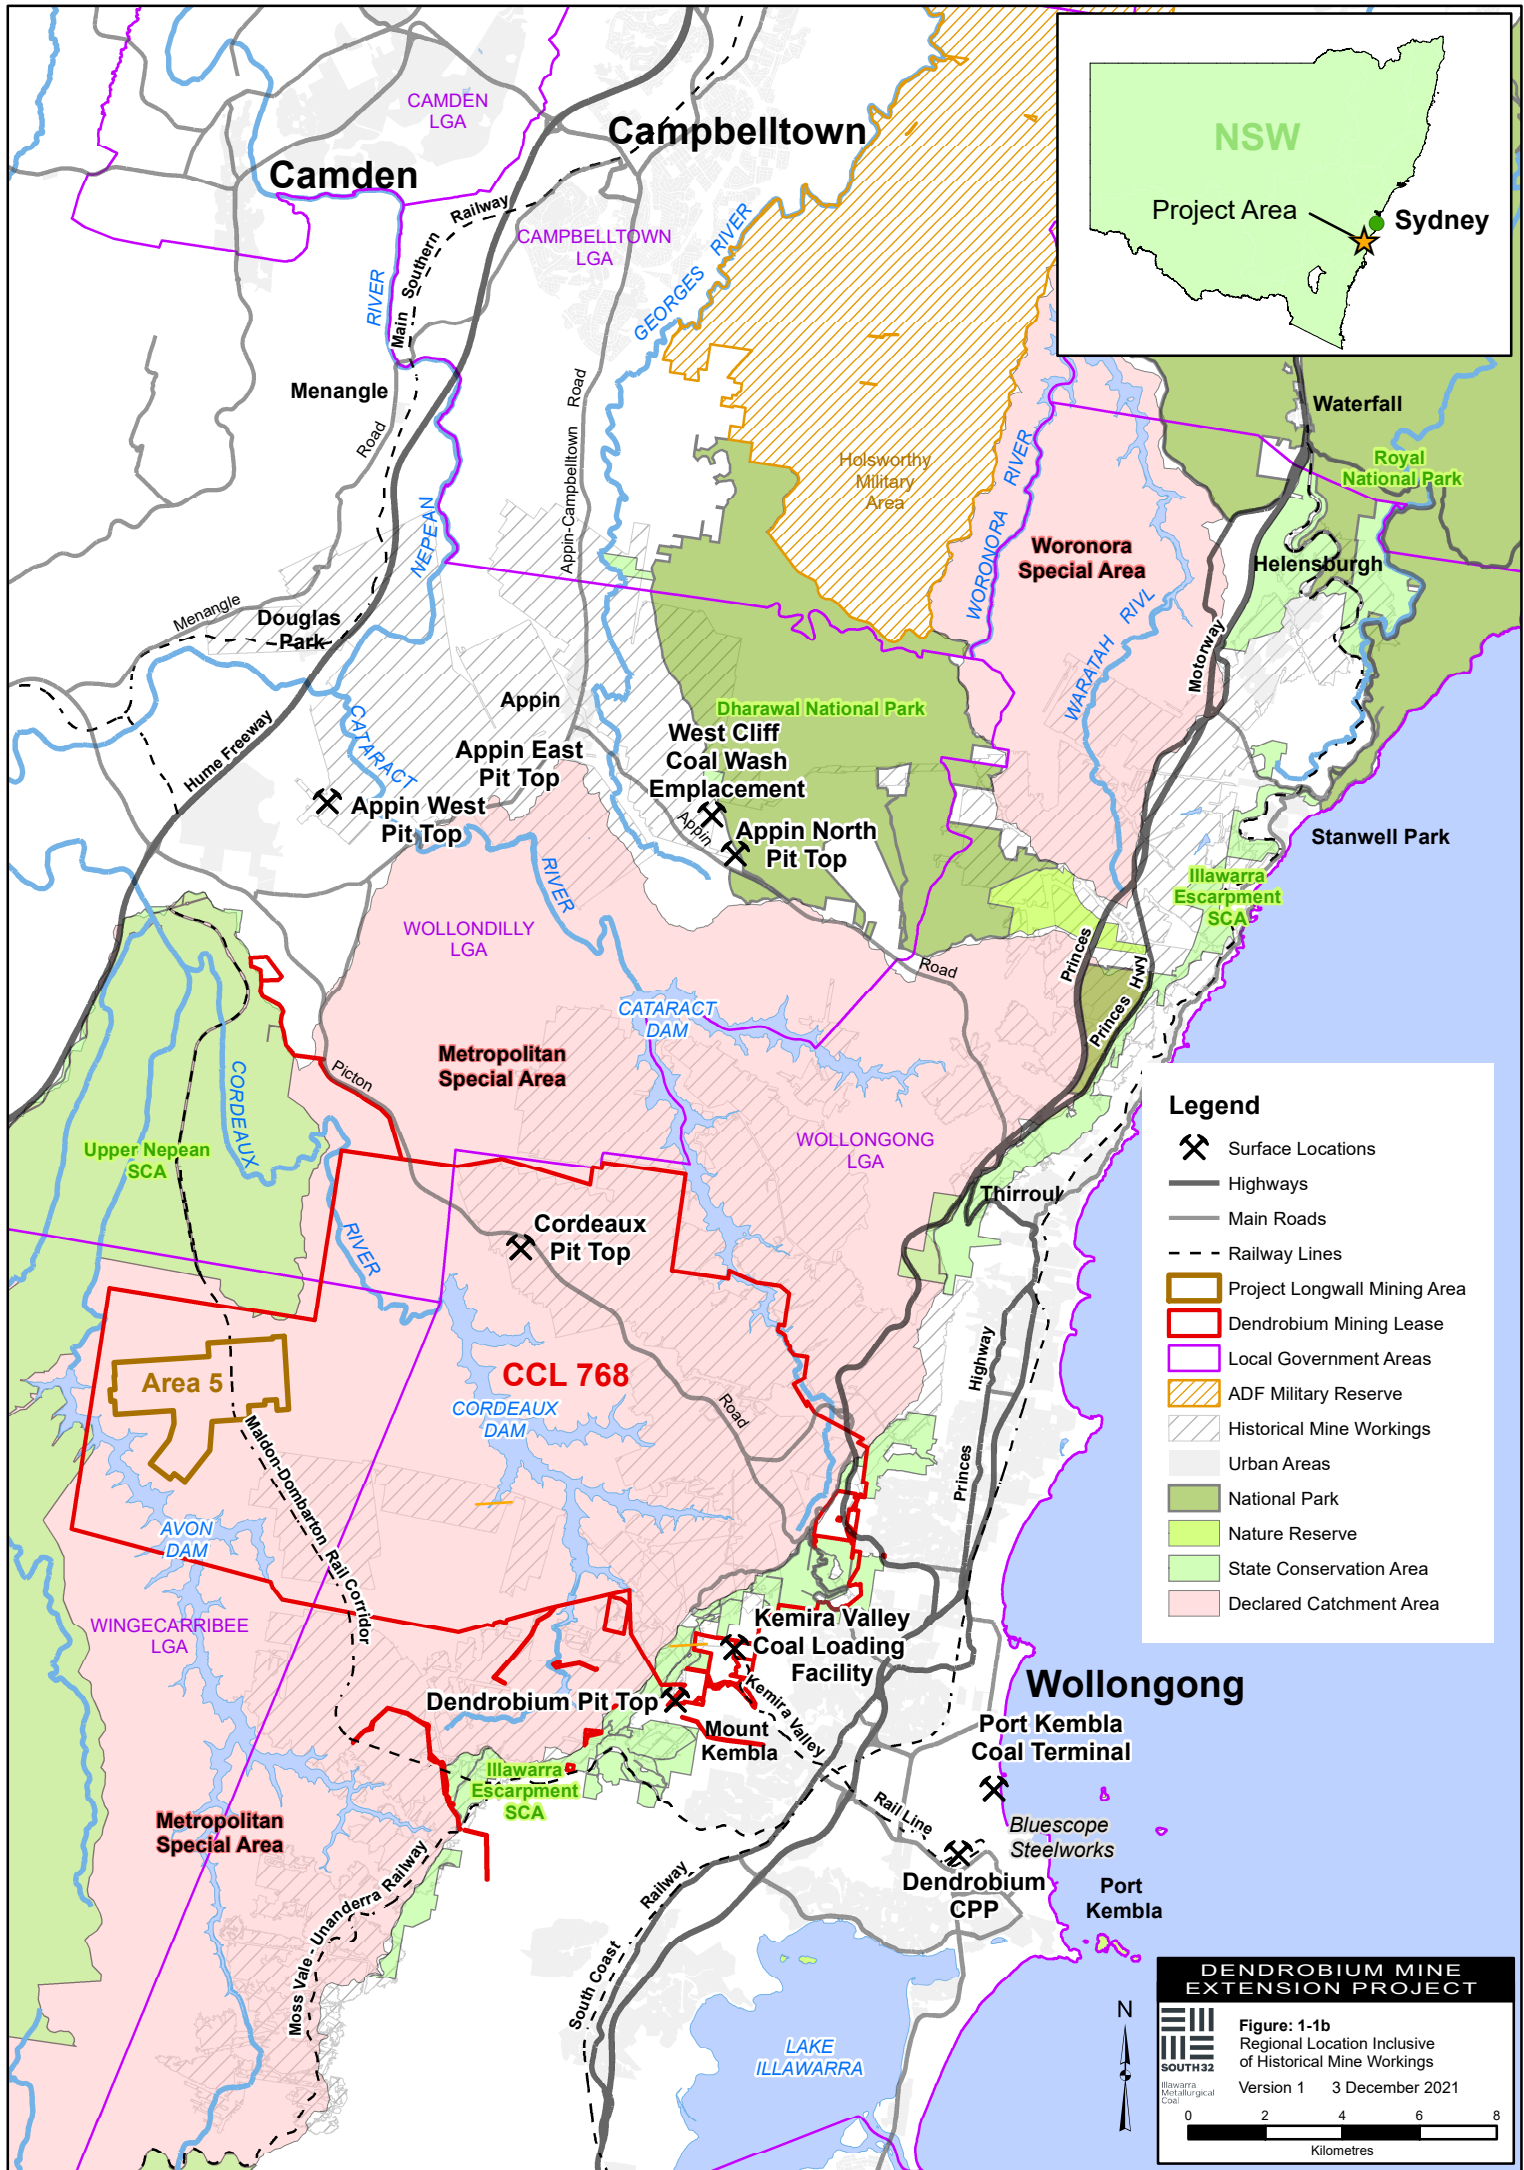 CAMDEN
LGA
Campbelltown
Camden
NSW
Project Area
Sydney
Railway
Southern
Main
RIVER
CAMPBELLTOWN
LGA
GEORGES RIVER
Menangle
Road
Appin-Campbelltown Road
Holsworthy
Military
Area
Waterfall
Royal
National Park
WORONORA RIVER
NEPEAN
Woronora
Special Area
Helensburgh
Menangle
Douglas
Park
WARATAH RIVL
Motorway
Appin
Dharawal National Park
CATARACT
Hume Freeway
Appin East
Pit Top
West Cliff
Coal Wash
Emplacement
Appin West
Pit Top
Appin
Appin North
Pit Top
Stanwell Park
RIVER
Illawarra
Escarpment
SCA
WOLLONDILLY
LGA
Princes
Road
Princes Hwy
CATARACT
DAM
Metropolitan
Special Area
Picton
CORDEAUX
Upper Nepean
SCA
WOLLONGONG
LGA
Thirroul
RIVER
Cordeaux
Pit Top
Area 5
CCL 768
CORDEAUX
DAM
Road
Highway
Princes
Maldon-Dombarton Rail Corridor
AVON
DAM
WINGECARRIBEE
LGA
Kemira Valley
Coal Loading
Facility
Dendrobium Pit Top
Kemira Valley
Mount
Kembla
Wollongong
Port Kembla
Coal Terminal
Illawarra
Escarpment
SCA
Rail Line
Bluescope
Steelworks
Metropolitan
Special Area
Dendrobium
CPP
Port
Kembla
Moss Vale - Unanderra Railway
Railway
South Coast
LAKE
ILLAWARRA
Legend
Surface Locations
Highways
Main Roads
Railway Lines
Project Longwall Mining Area
Dendrobium Mining Lease
Local Government Areas
ADF Military Reserve
Historical Mine Workings
Urban Areas
National Park
Nature Reserve
State Conservation Area
Declared Catchment Area
N
DENDROBIUM MINE
EXTENSION PROJECT
SOUTH32
Illawarra
Metallurgical
Coal
Figure: 1-1b
Regional Location Inclusive
of Historical Mine Workings
Version 1 3 December 2021
0 2 4 6 8
Kilometres